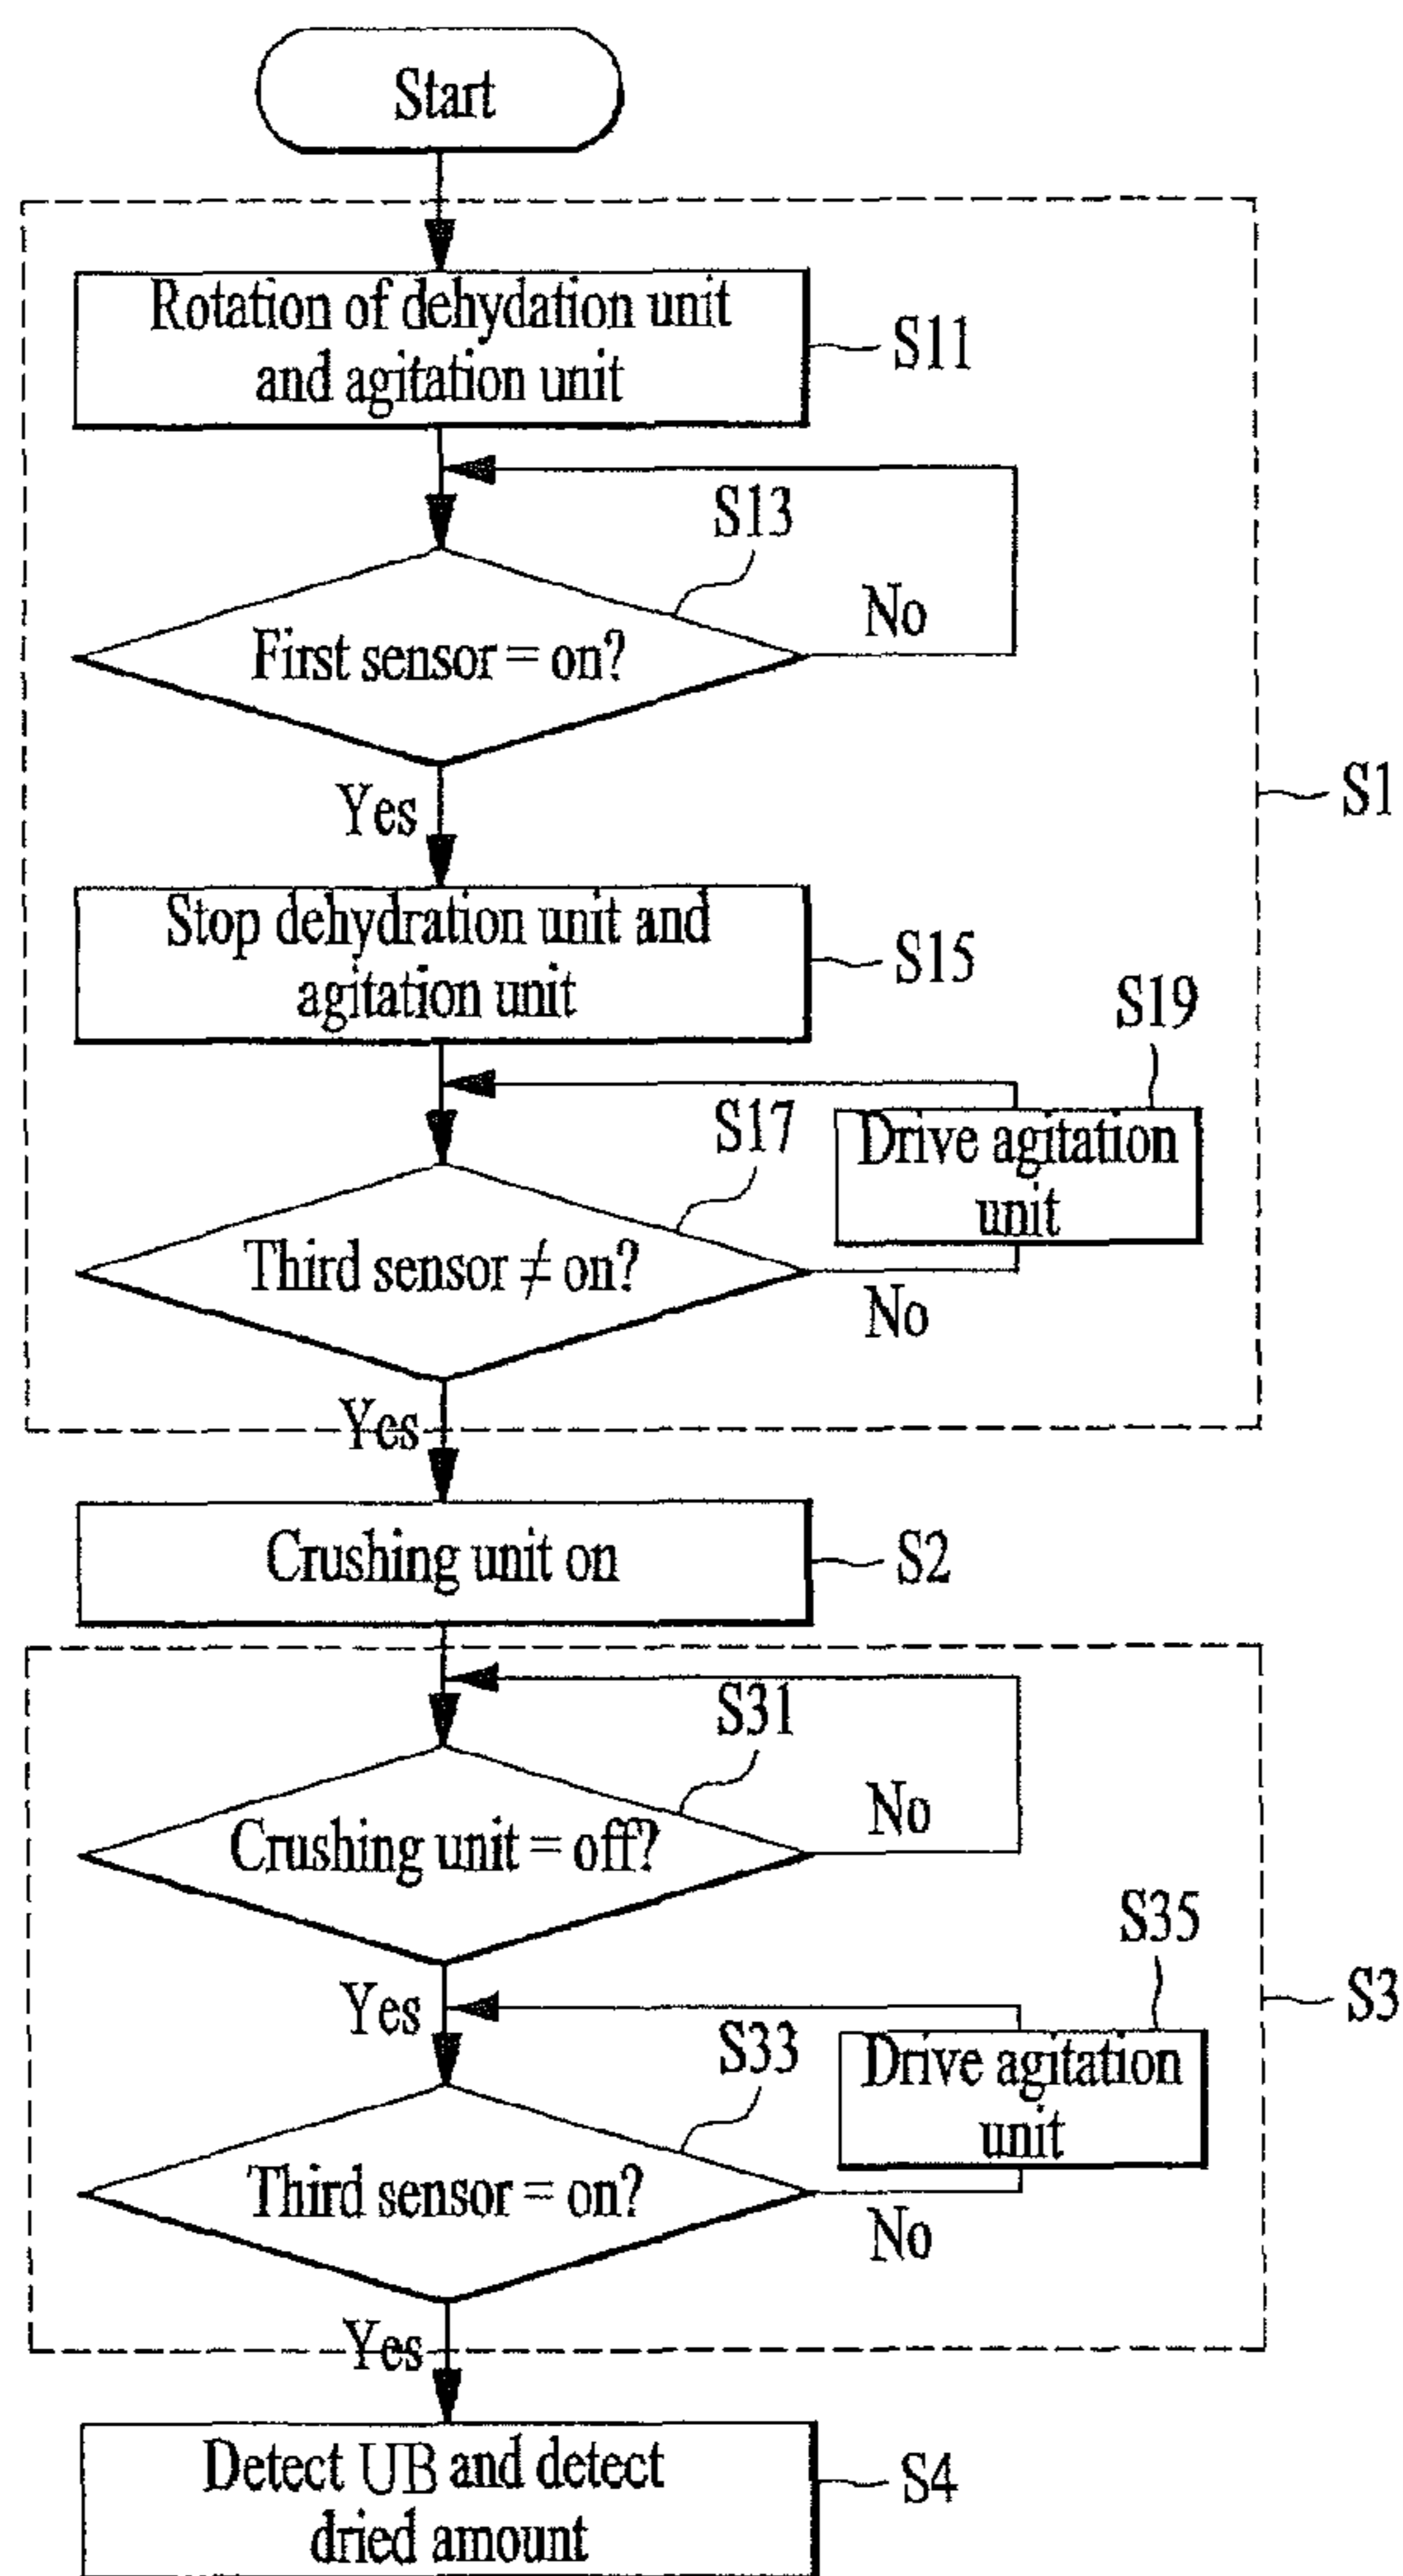 Start
Rotation of dehydation unit
and agitation unit
S11
S13
No
First sensor = on?
S1
Yes
Stop dehydration unit and
agitation unit
S15
S19
Drive agitation
unit
S17
Third sensor ≠ on?
No
Yes
Crushing unit on
S2
S31
No
Crushing unit = off?
S35
Yes
S3
Drive agitation
unit
S33
Third sensor = on?
No
Yes
Detect UB and detect
dried amount
S4